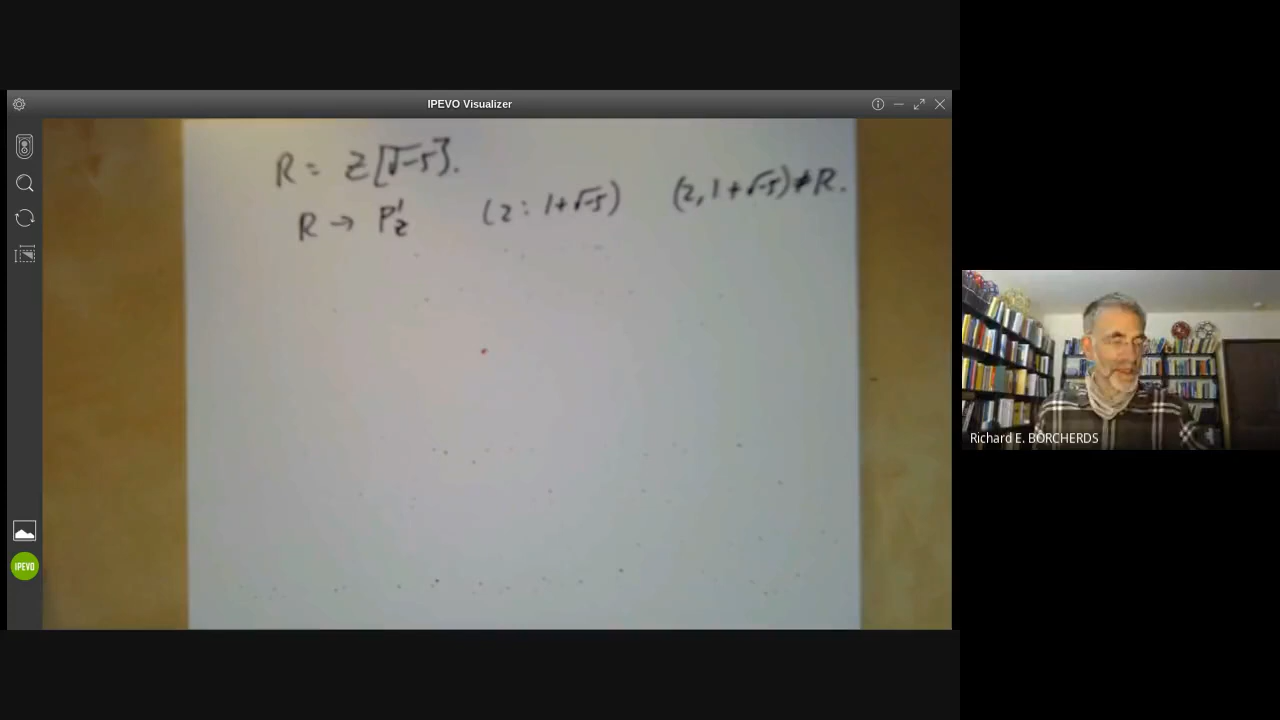 IPEVO Visualizer
R = Z[√-5].
R → P¹_Z (2 : 1+√-5) (2, 1+√-5) ≠ R.
IPEVO
Richard E. BORCHERDS